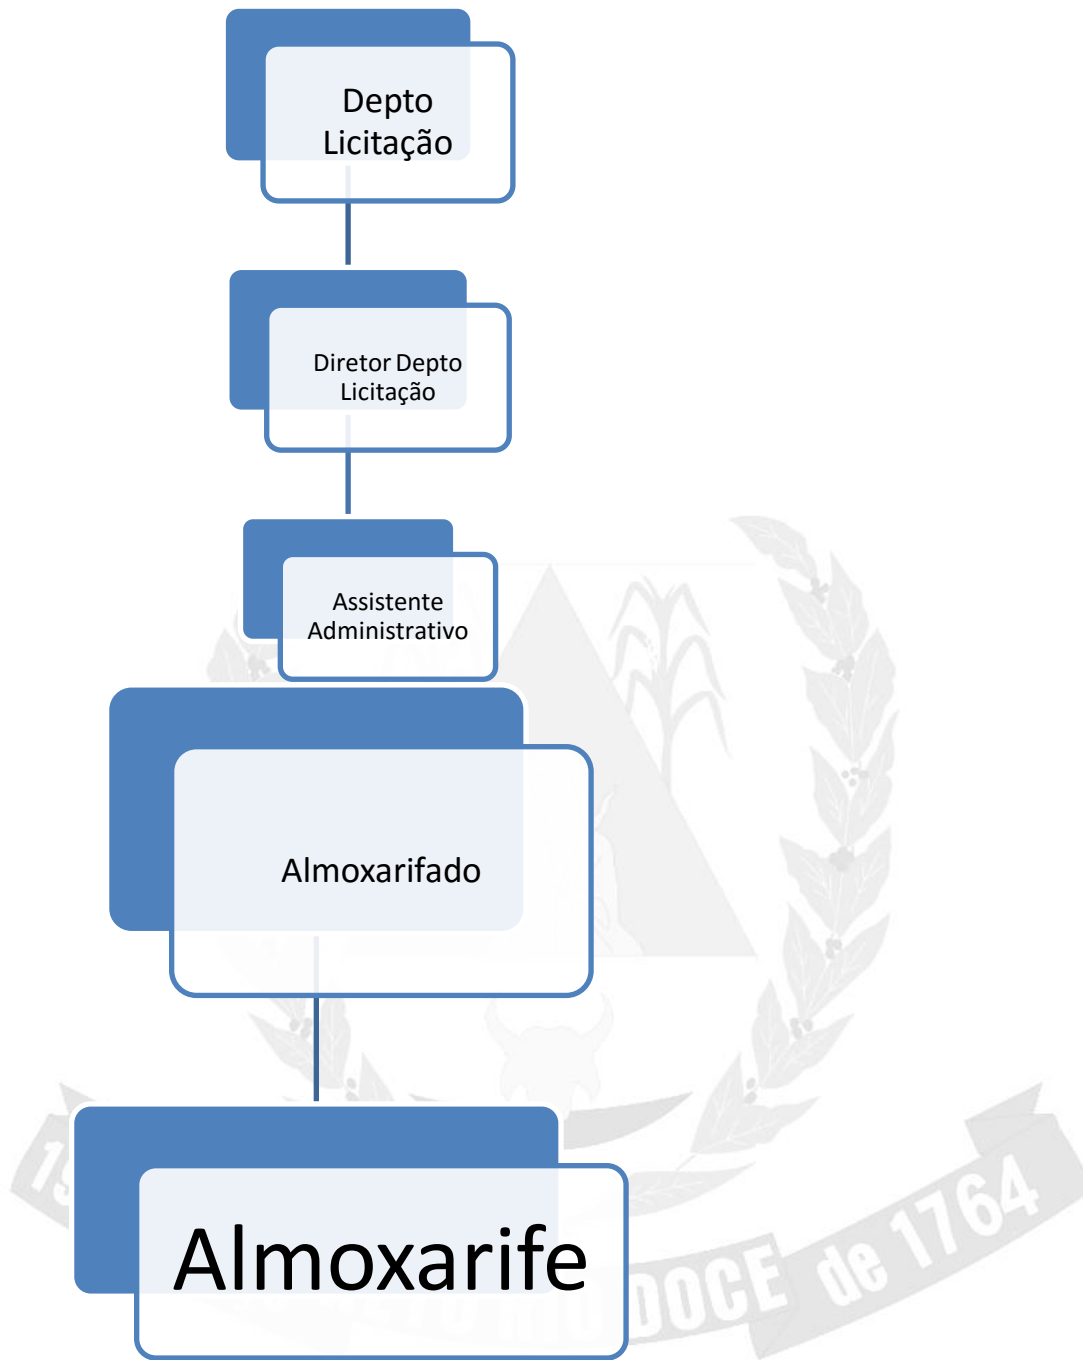 Depto
Licitação
Diretor Depto
Licitação
Assistente
Administrativo
Almoxarifado
Almoxarife
DOCE de 1764